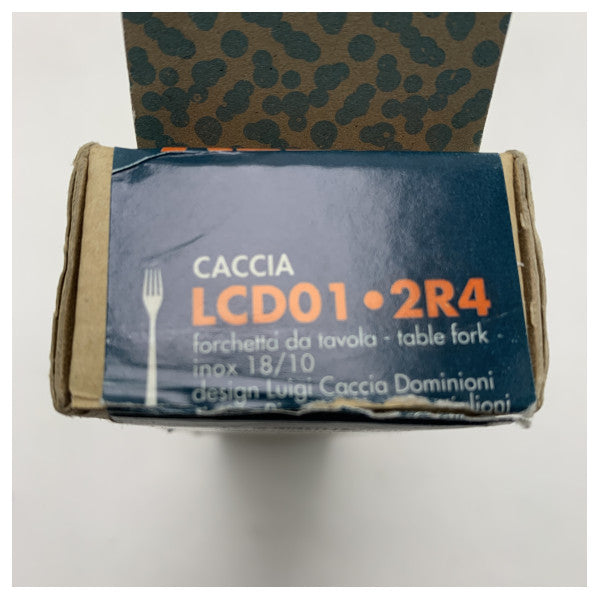 CACCIA
LCD01•2R4
forchetta da tavola - table fork
inox 18/10
design Luigi Caccia Dominioni